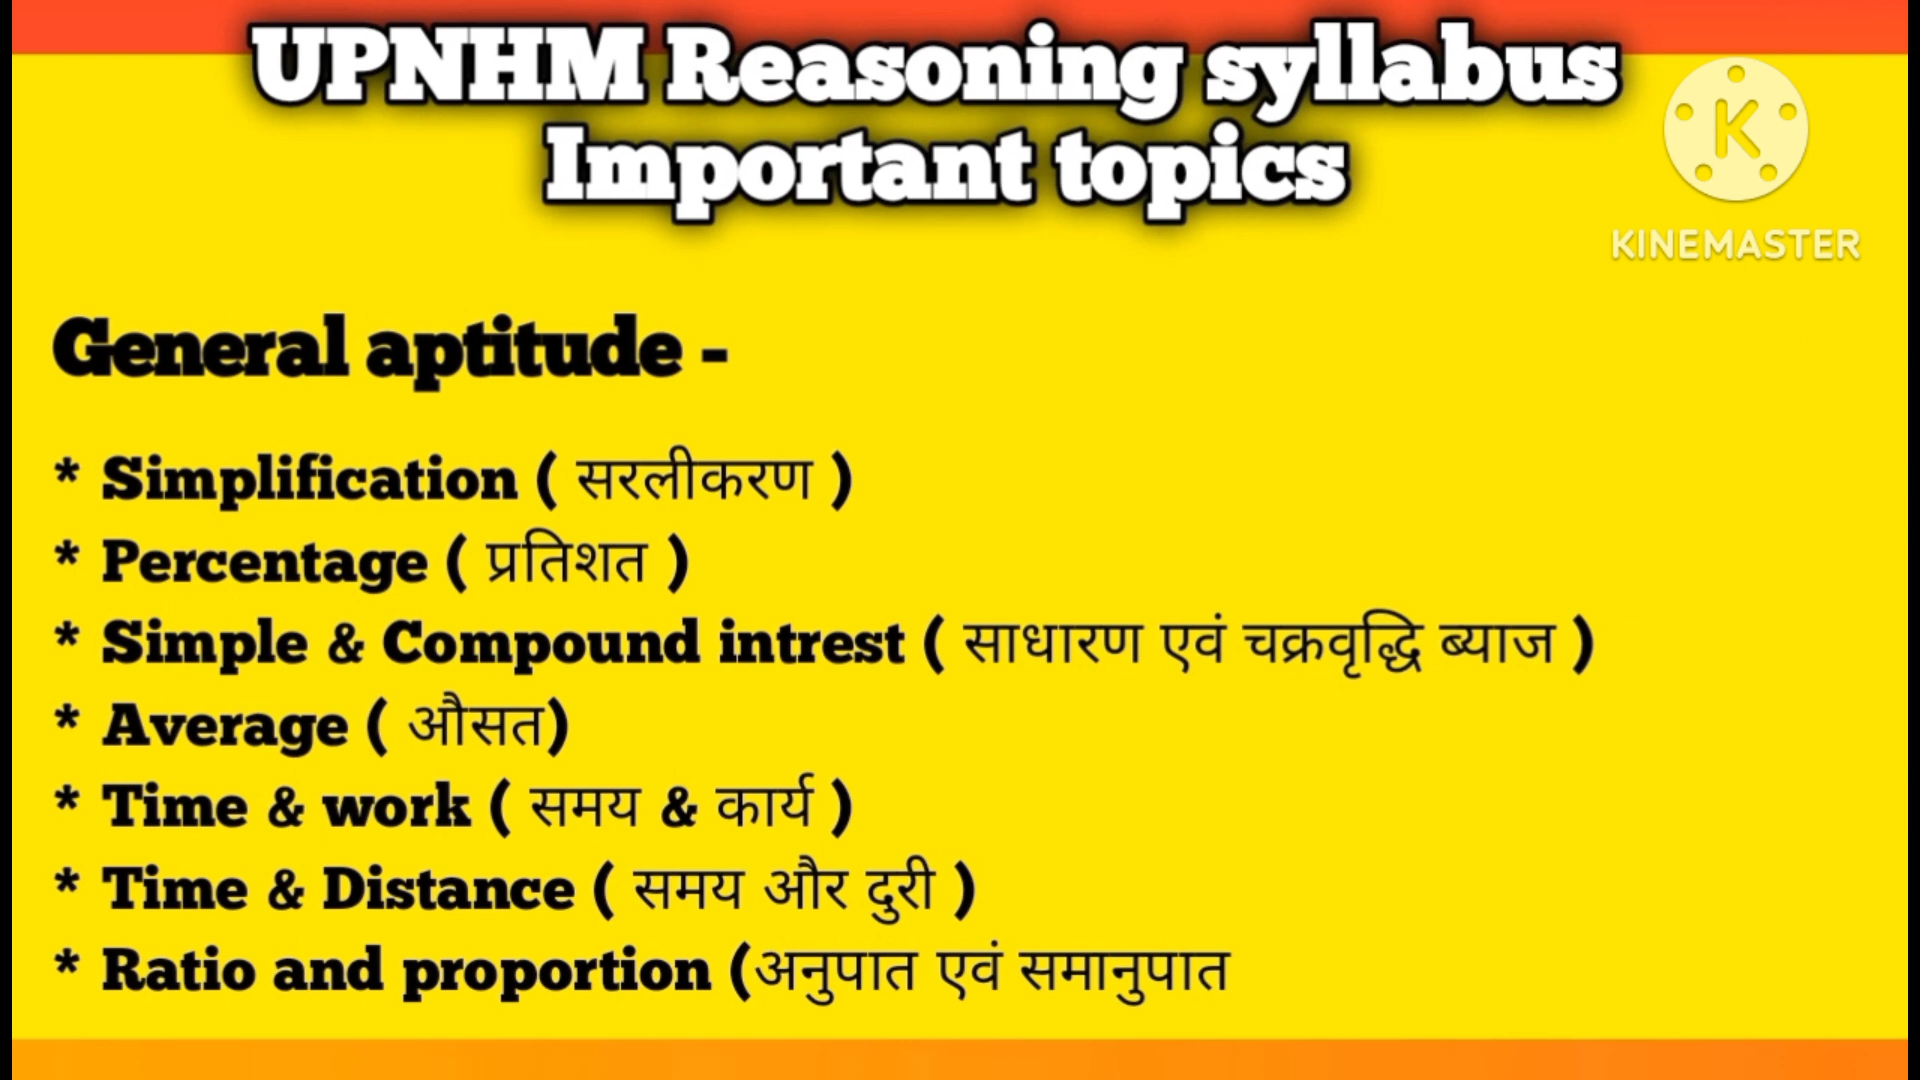 UPNHM Reasoning syllabus
Important topics
K
KINEMASTER
General aptitude -
* Simplification ( सरलीकरण )
* Percentage ( प्रतिशत )
* Simple & Compound intrest ( साधारण एवं चक्रवृद्धि ब्याज )
* Average ( औसत)
* Time & work ( समय & कार्य )
* Time & Distance ( समय और दुरी )
* Ratio and proportion (अनुपात एवं समानुपात